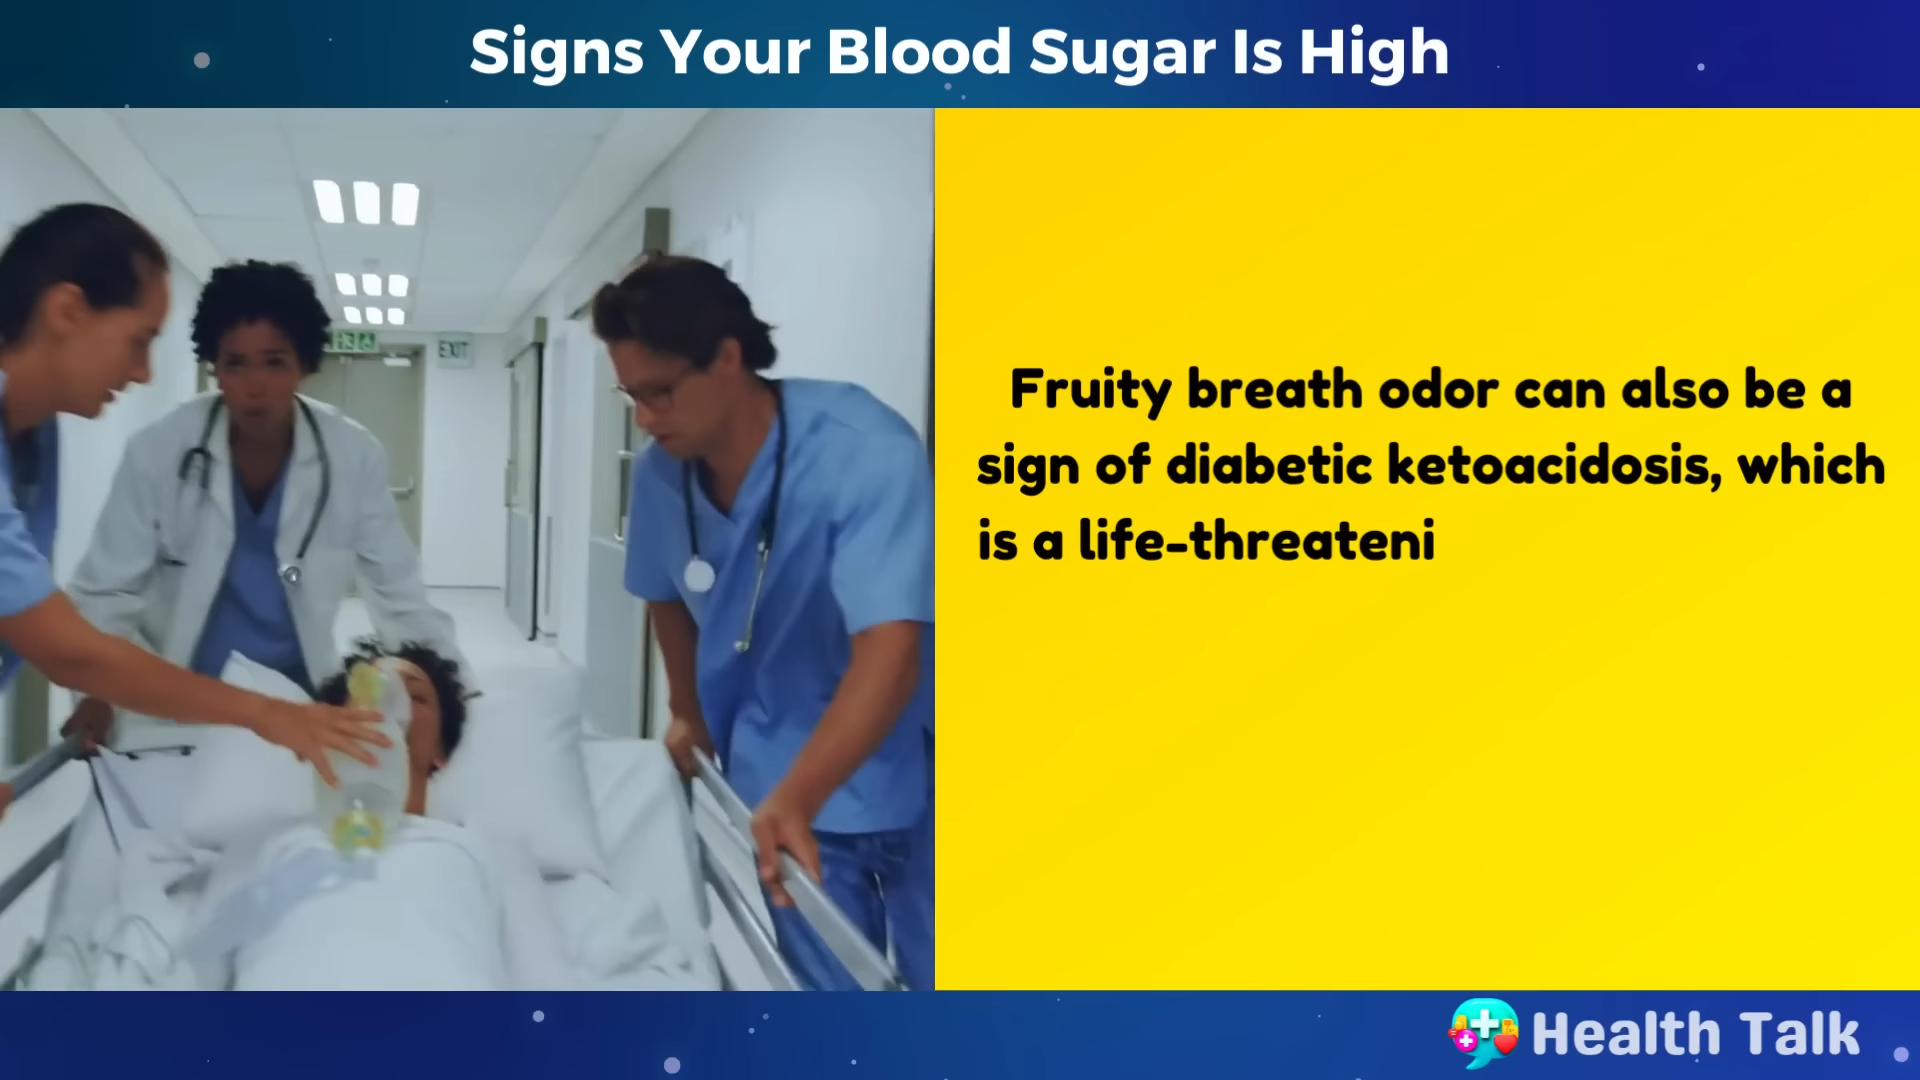 Signs Your Blood Sugar Is High
EXIT
Fruity breath odor can also be a
sign of diabetic ketoacidosis, which
is a life-threateni
Health Talk